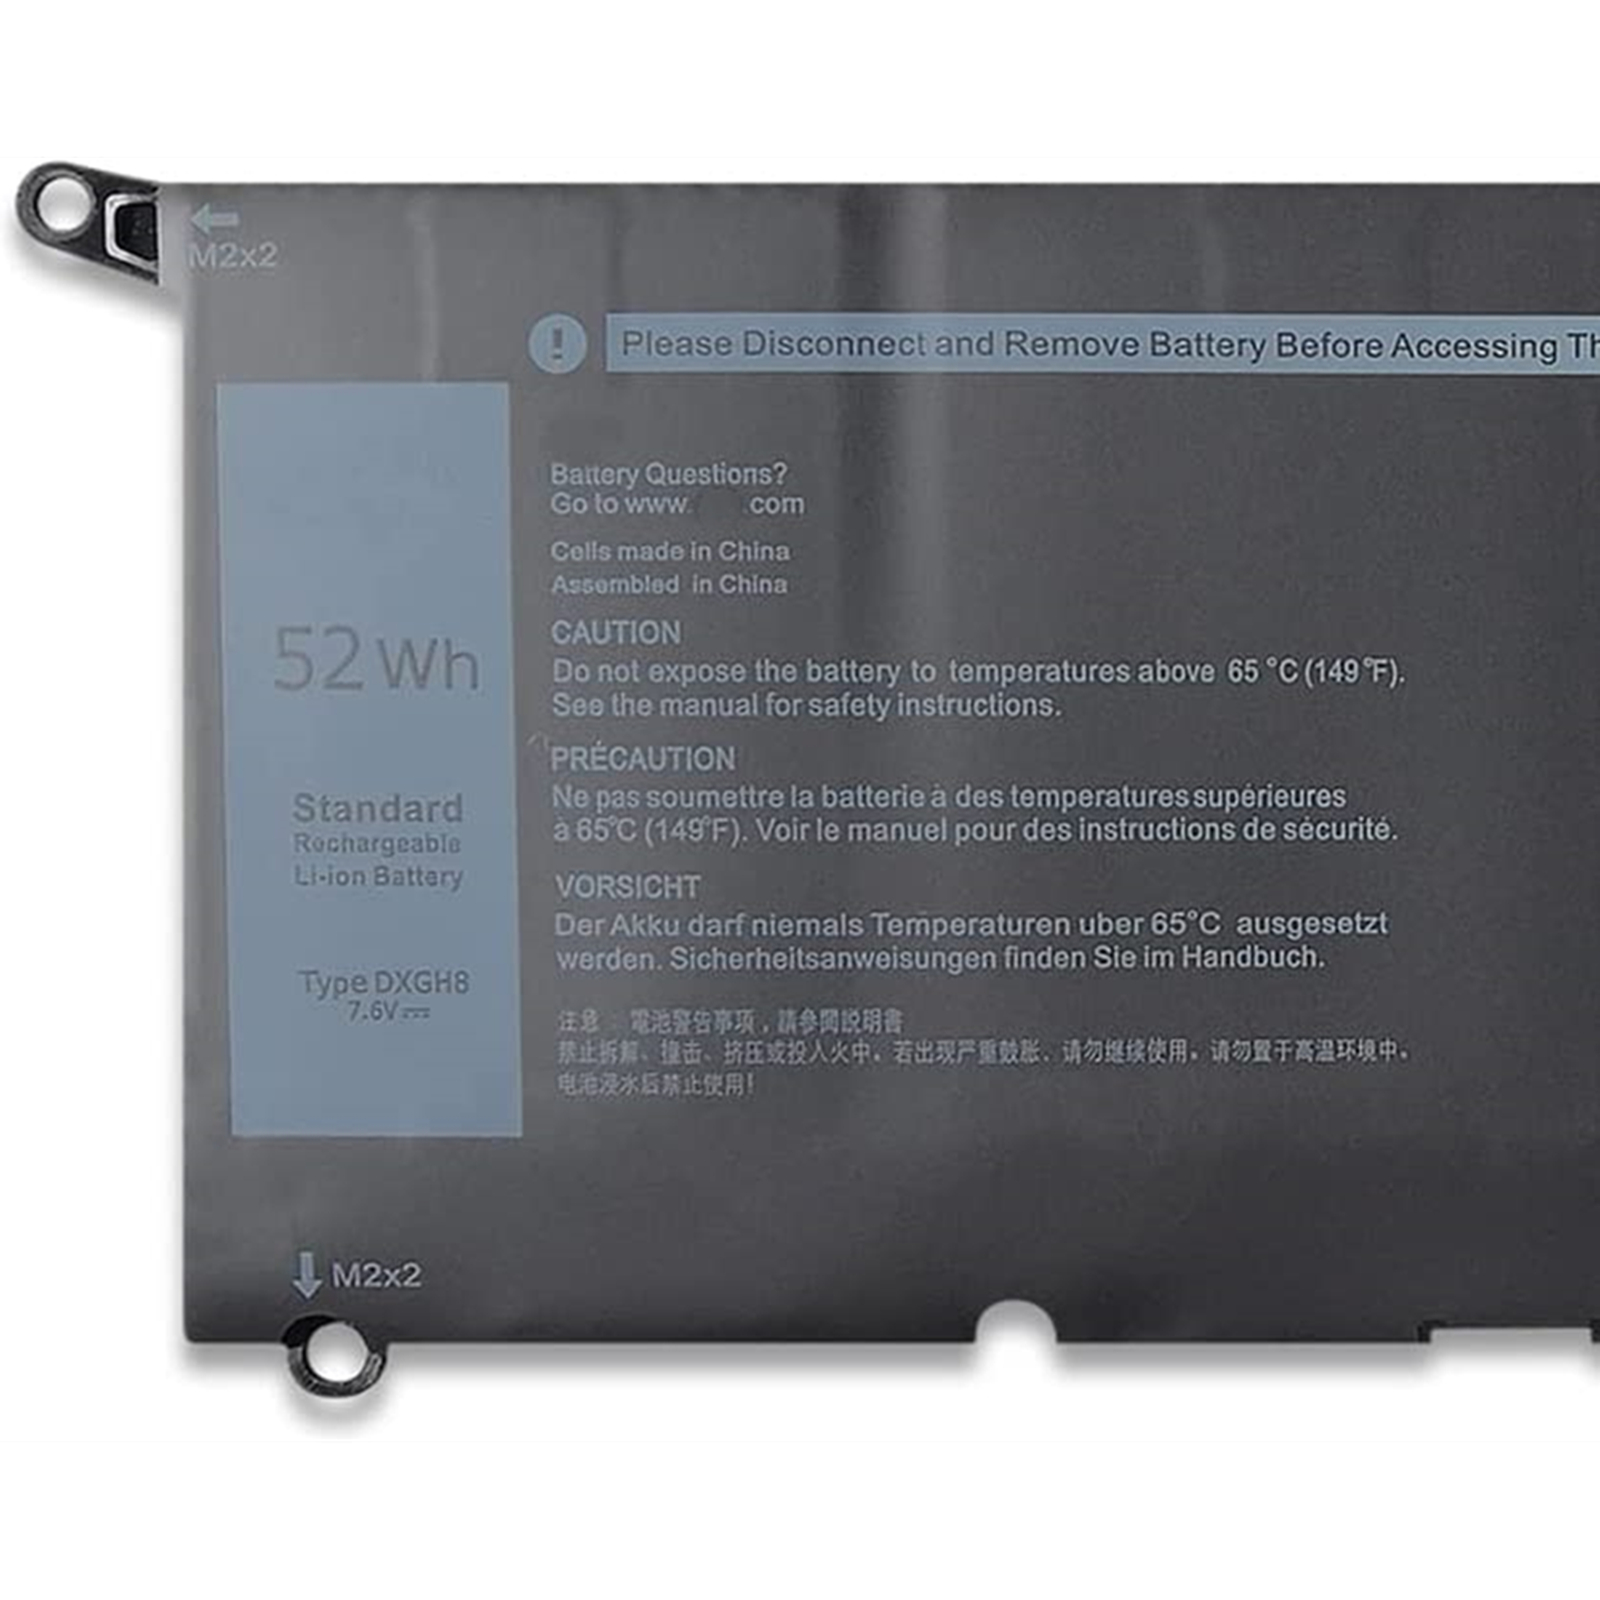 M2x2
! Please Disconnect and Remove Battery Before Accessing Th
52 Wh
Standard
Rechargeable
Li-ion Battery
Type DXGH8
7.6V
Battery Questions?
Go to www. .com
Cells made in China
Assembled in China
CAUTION
Do not expose the battery to temperatures above 65 °C (149 °F).
See the manual for safety instructions.
PRÉCAUTION
Ne pas soumettre la batterie à des temperatures supérieures
à 65°C (149°F). Voir le manuel pour des instructions de sécurité.
VORSICHT
Der Akku darf niemals Temperaturen uber 65°C ausgesetzt
werden. Sicherheitsanweisungen finden Sie im Handbuch.
注意 電池警告事項，請參閱説明書
禁止拆解、撞击、挤压或投入火中。若出现严重鼓胀、请勿继续使用。请勿置于高温环境中。
电池浸水后禁止使用!
M2x2